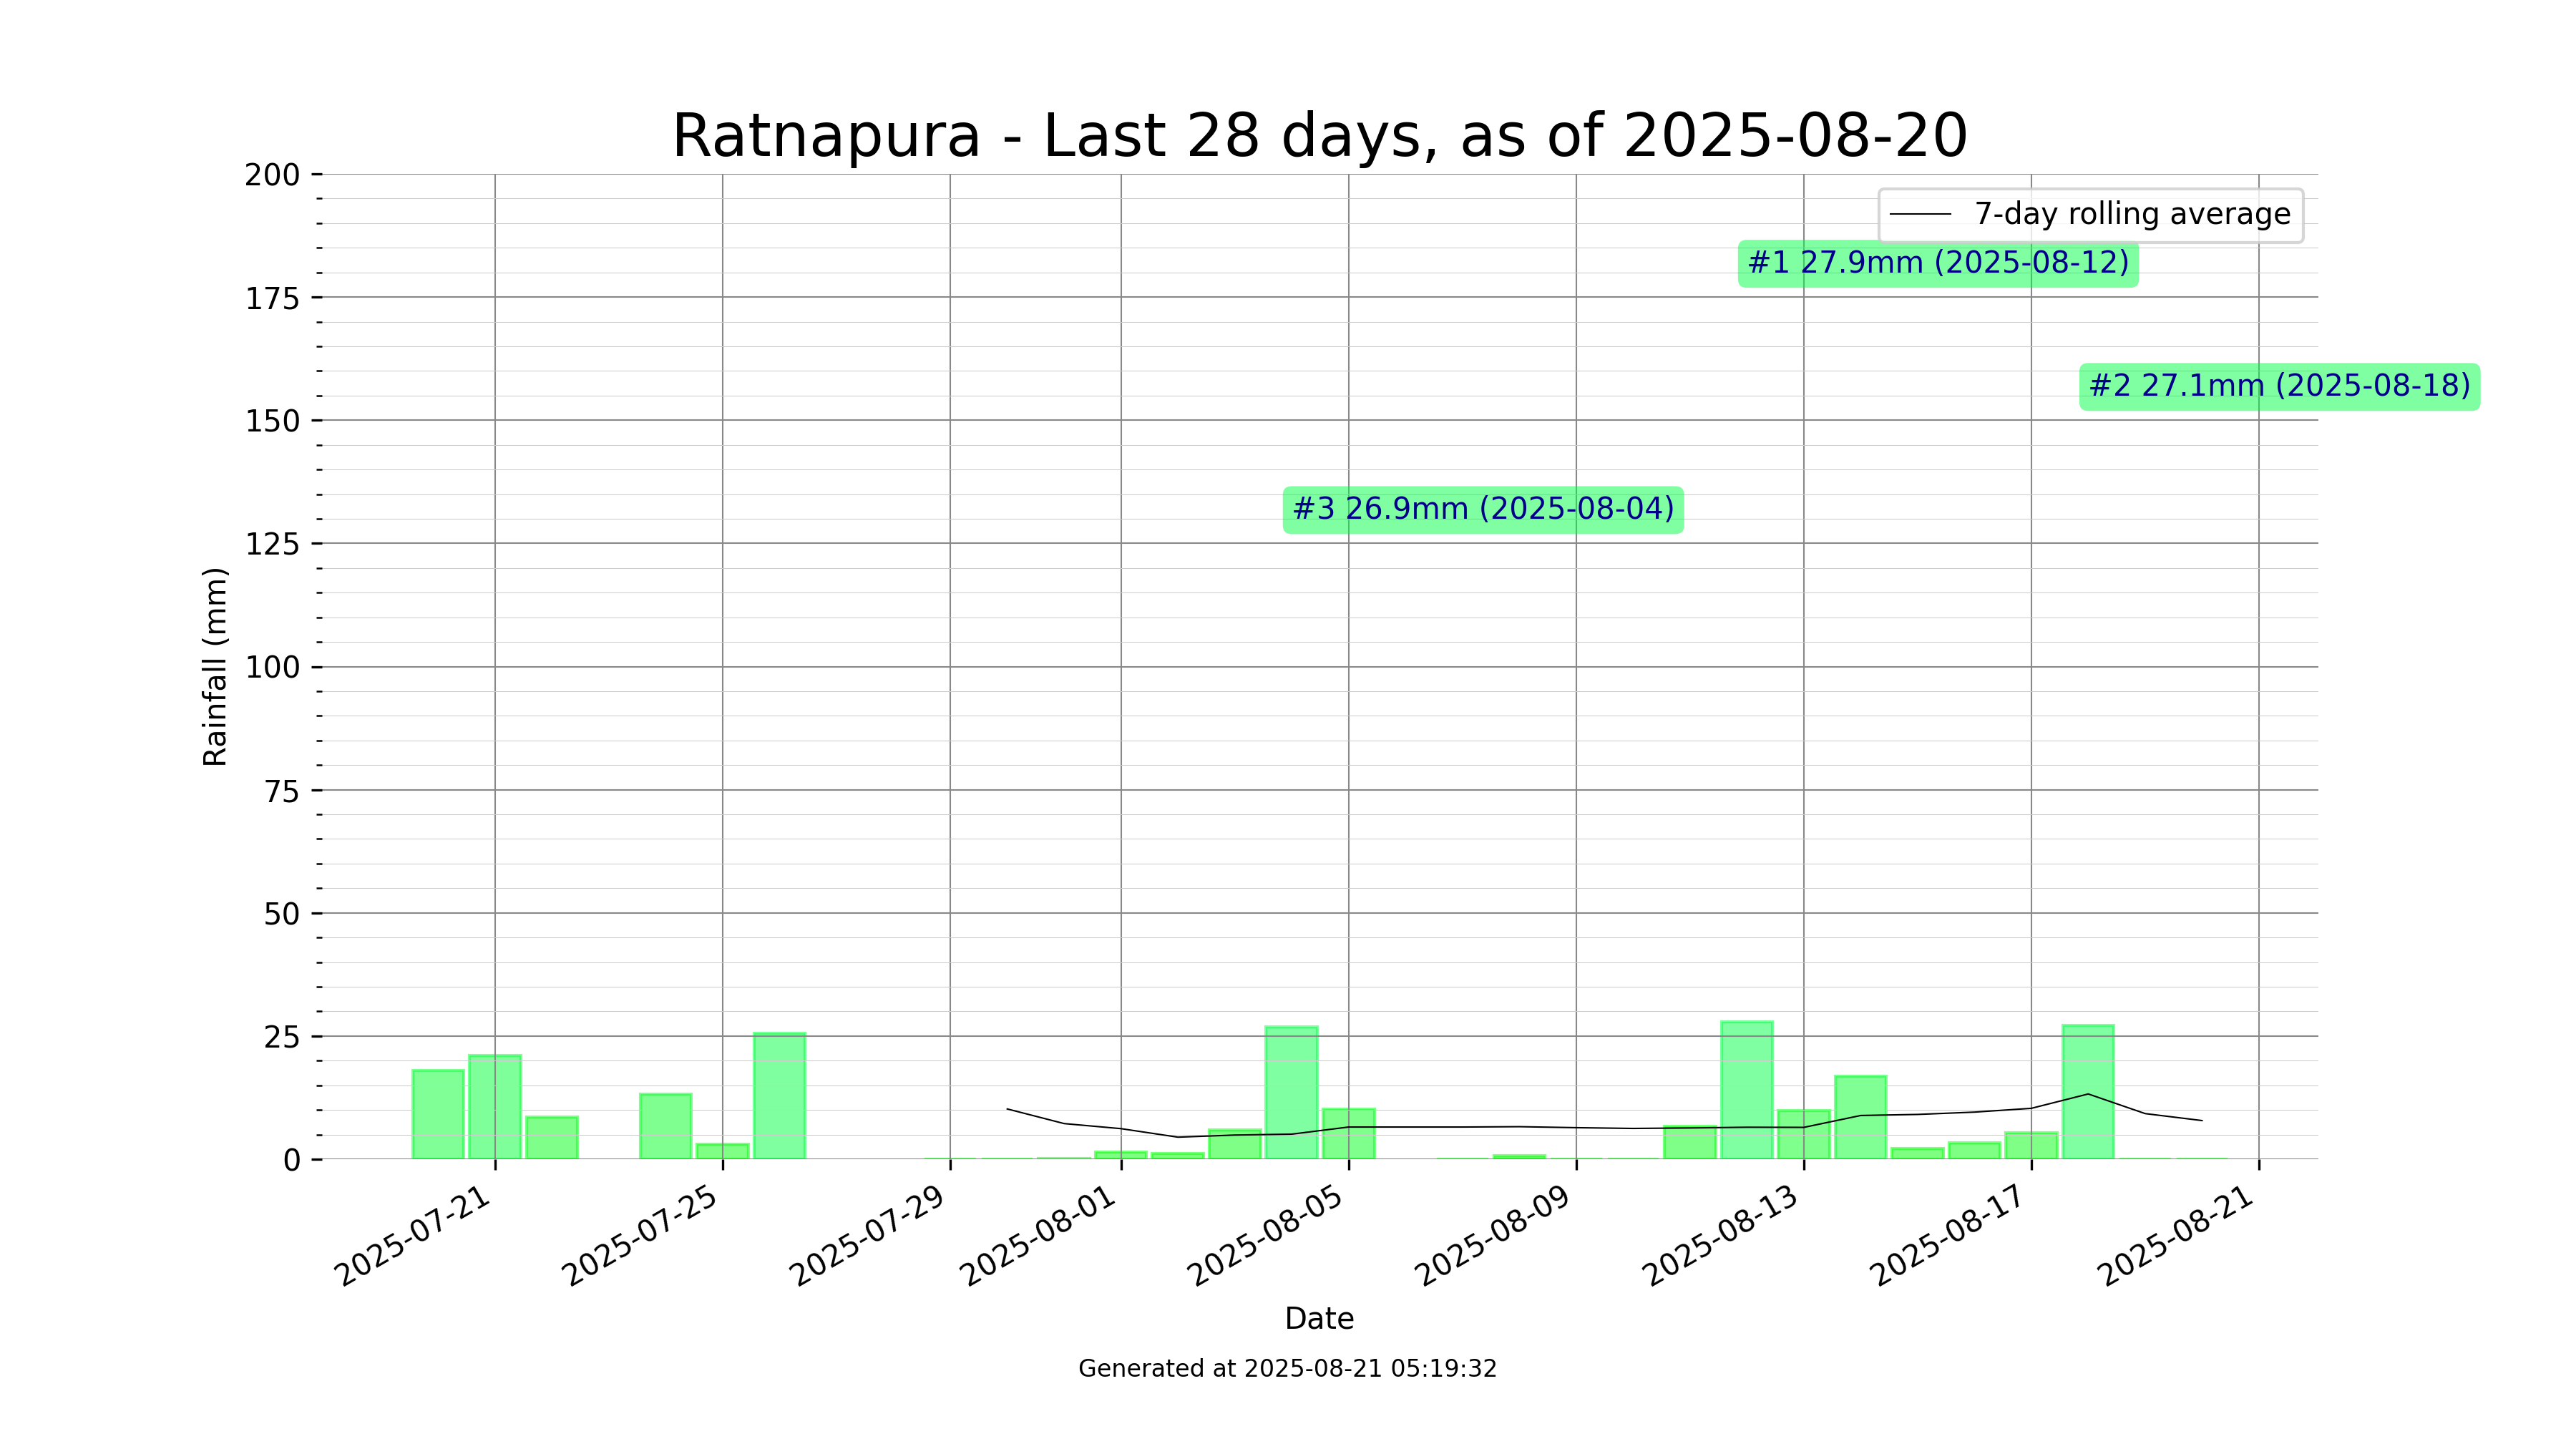 Ratnapura - Last 28 days, as of 2025-08-20
200
175
150
125
100
75
50
25
0
Rainfall (mm)
7-day rolling average
#1 27.9mm (2025-08-12)
#2 27.1mm (2025-08-18)
#3 26.9mm (2025-08-04)
2025-07-21
2025-07-25
2025-07-29
2025-08-01
2025-08-05
2025-08-09
2025-08-13
2025-08-17
2025-08-21
Date
Generated at 2025-08-21 05:19:32